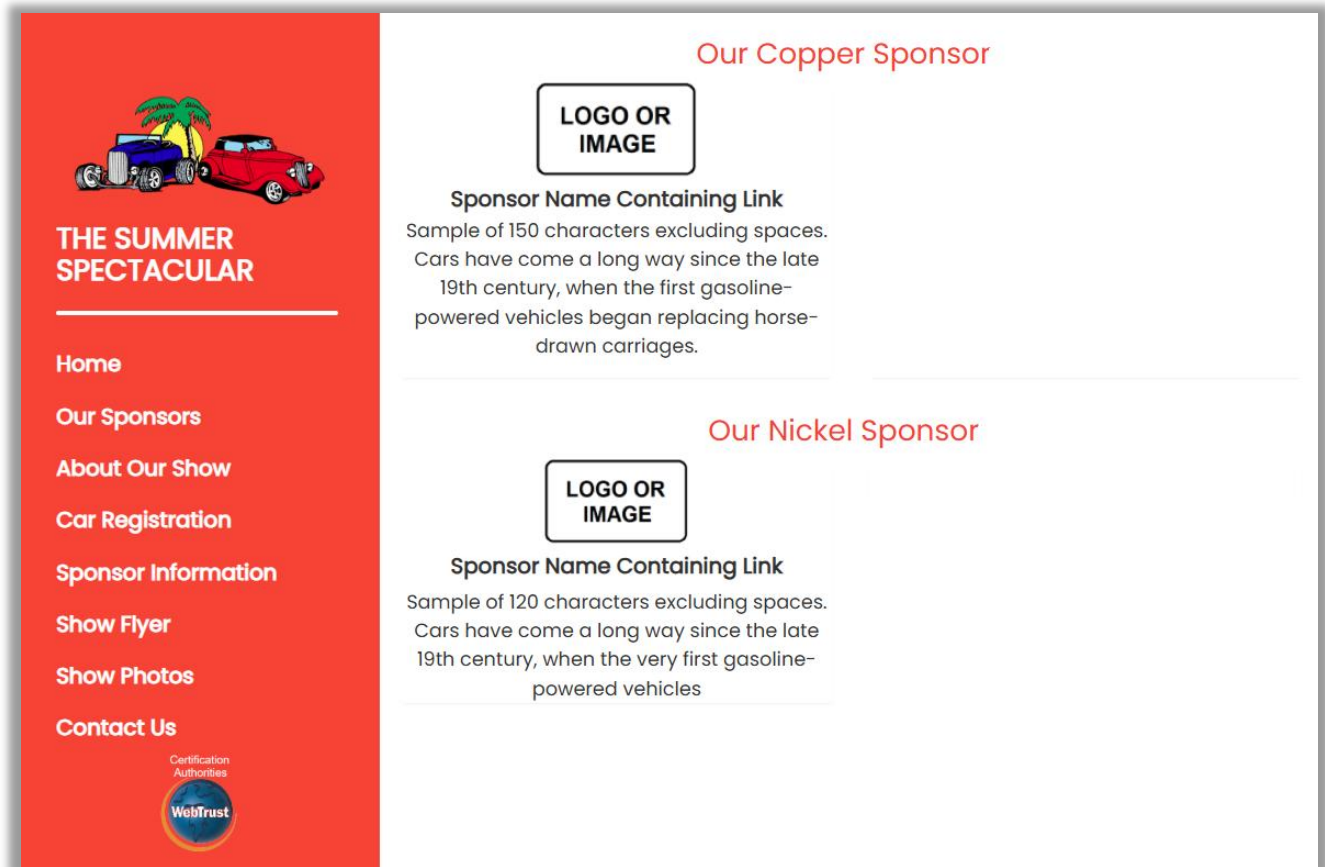 THE SUMMER
SPECTACULAR
Home
Our Sponsors
About Our Show
Car Registration
Sponsor Information
Show Flyer
Show Photos
Contact Us
Certification
Authorities
WebTrust
Our Copper Sponsor
LOGO OR
IMAGE
Sponsor Name Containing Link
Sample of 150 characters excluding spaces.
Cars have come a long way since the late
19th century, when the first gasoline-
powered vehicles began replacing horse-
drawn carriages.
Our Nickel Sponsor
LOGO OR
IMAGE
Sponsor Name Containing Link
Sample of 120 characters excluding spaces.
Cars have come a long way since the late
19th century, when the very first gasoline-
powered vehicles